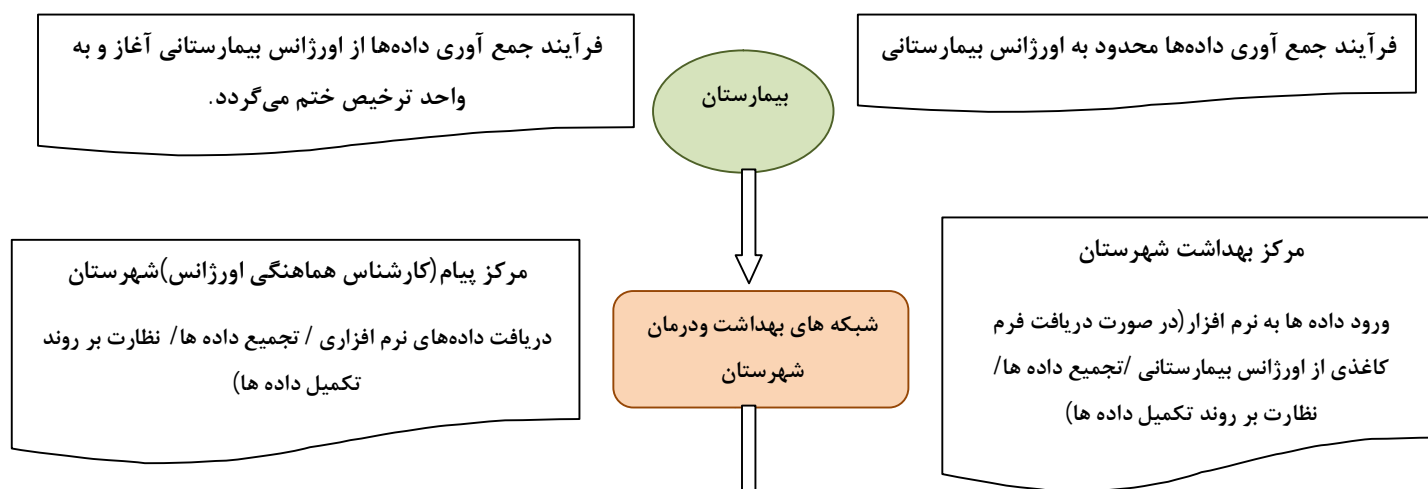 فرآیند جمع آوری داده‌ها محدود به اورژانس بیمارستانی
بیمارستان
فرآیند جمع آوری داده‌ها از اورژانس بیمارستانی آغاز و به
واحد ترخیص ختم می‌گردد.
مرکز بهداشت شهرستان
ورود داده ها به نرم افزار(در صورت دریافت فرم
کاغذی از اورژانس بیمارستانی /تجمیع داده ها/
نظارت بر روند تکمیل داده ها)
شبکه های بهداشت ودرمان
شهرستان
مرکز پیام(کارشناس هماهنگی اورژانس)شهرستان
دریافت داده‌های نرم افزاری / تجمیع داده ها/ نظارت بر روند
تکمیل داده ها)